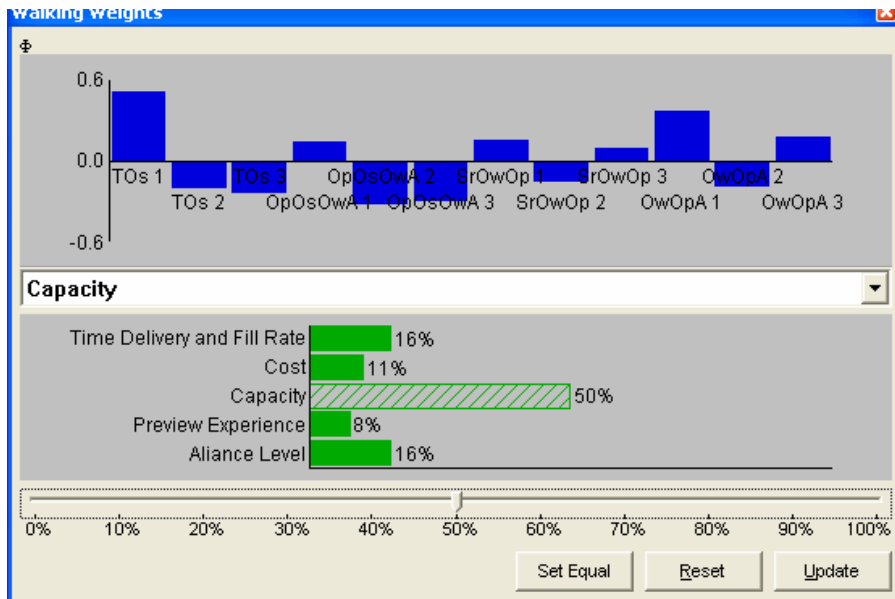 Walking Weights
Φ
0.6
0.0
-0.6
TOs 1 TOs 3 OpOsOwA 2 SrOwOp 1 SrOwOp 3 OwOpA 2
TOs 2 OpOsOwA 1 OpOsOwA 3 SrOwOp 2 OwOpA 1 OwOpA 3
Capacity
Time Delivery and Fill Rate 16%
Cost 11%
Capacity 50%
Preview Experience 8%
Aliance Level 16%
0% 10% 20% 30% 40% 50% 60% 70% 80% 90% 100%
Set Equal Reset Update